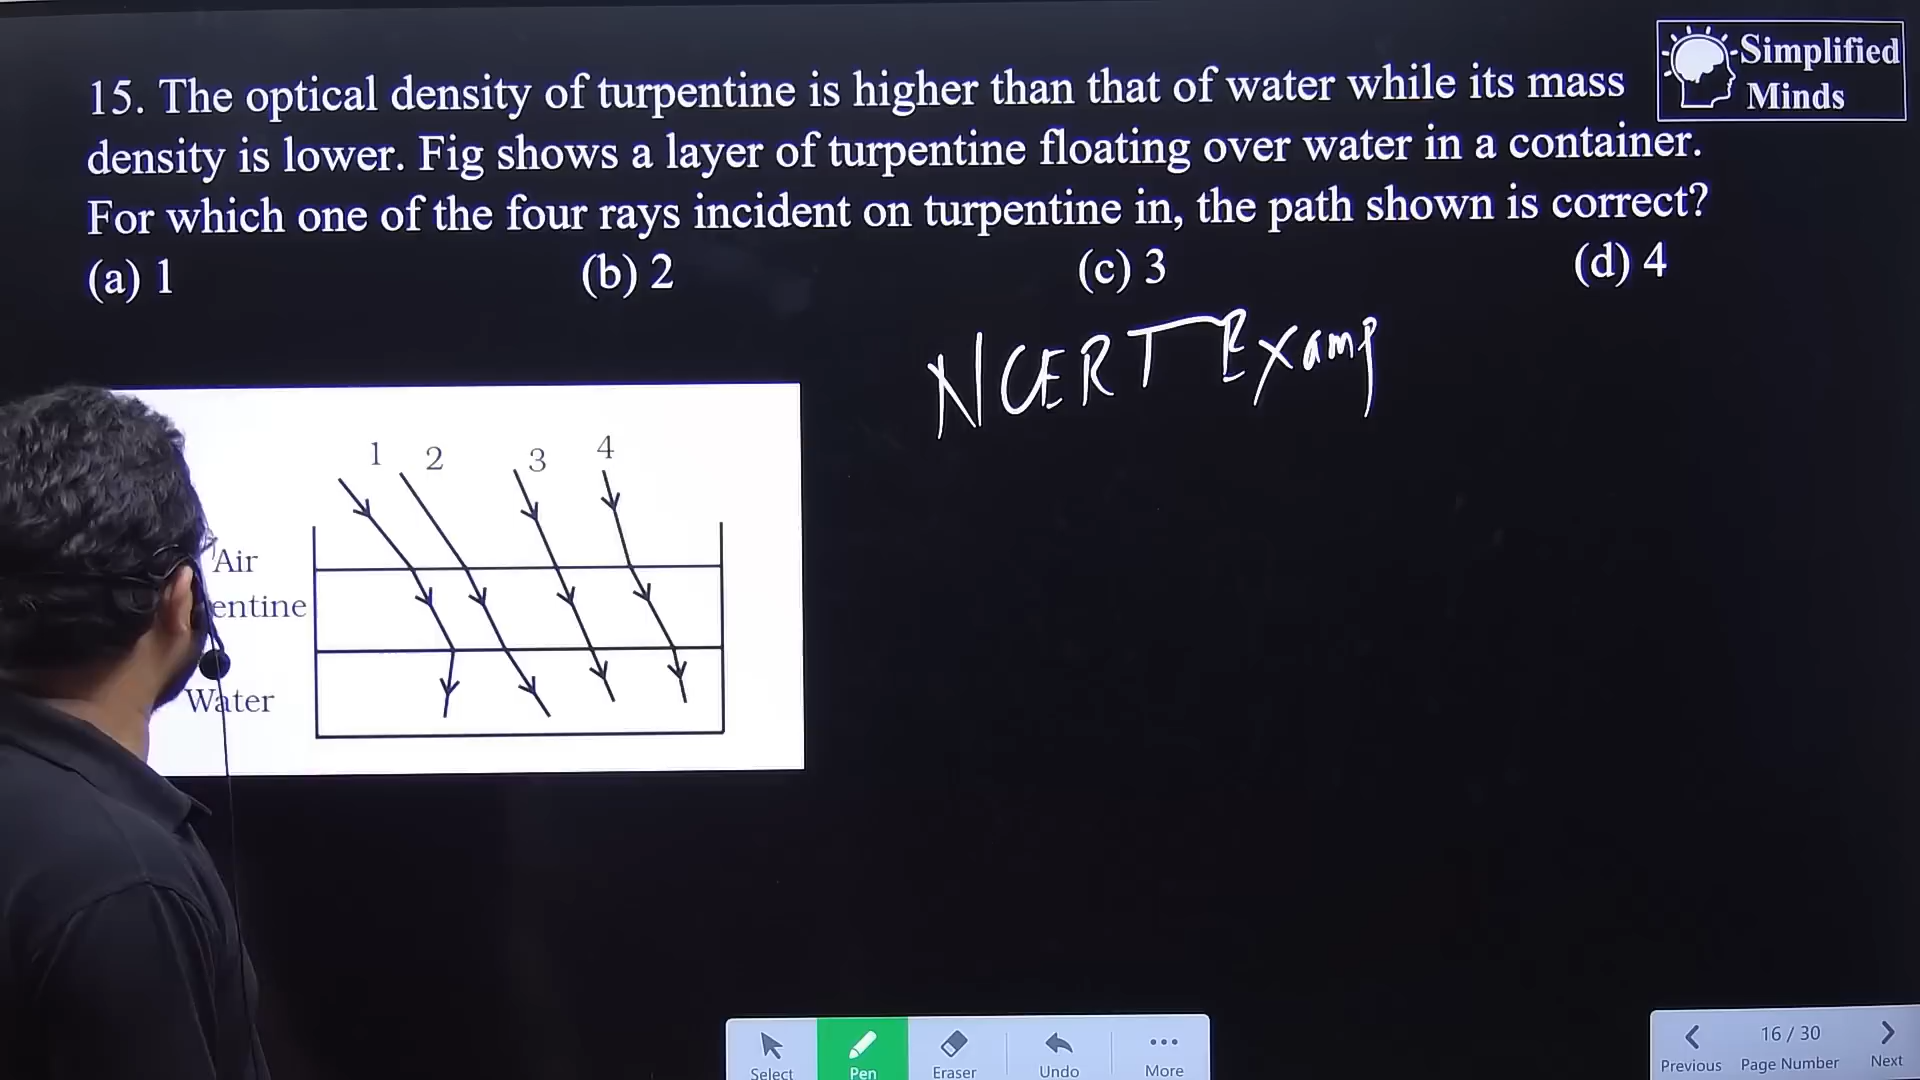 Simplified
Minds
15. The optical density of turpentine is higher than that of water while its mass
density is lower. Fig shows a layer of turpentine floating over water in a container.
For which one of the four rays incident on turpentine in, the path shown is correct?
(a) 1 (b) 2 (c) 3 (d) 4
NCERT Examp
1 2 3 4
Air
entine
Water
Select Pen Eraser Undo More
16 / 30
Previous Page Number Next